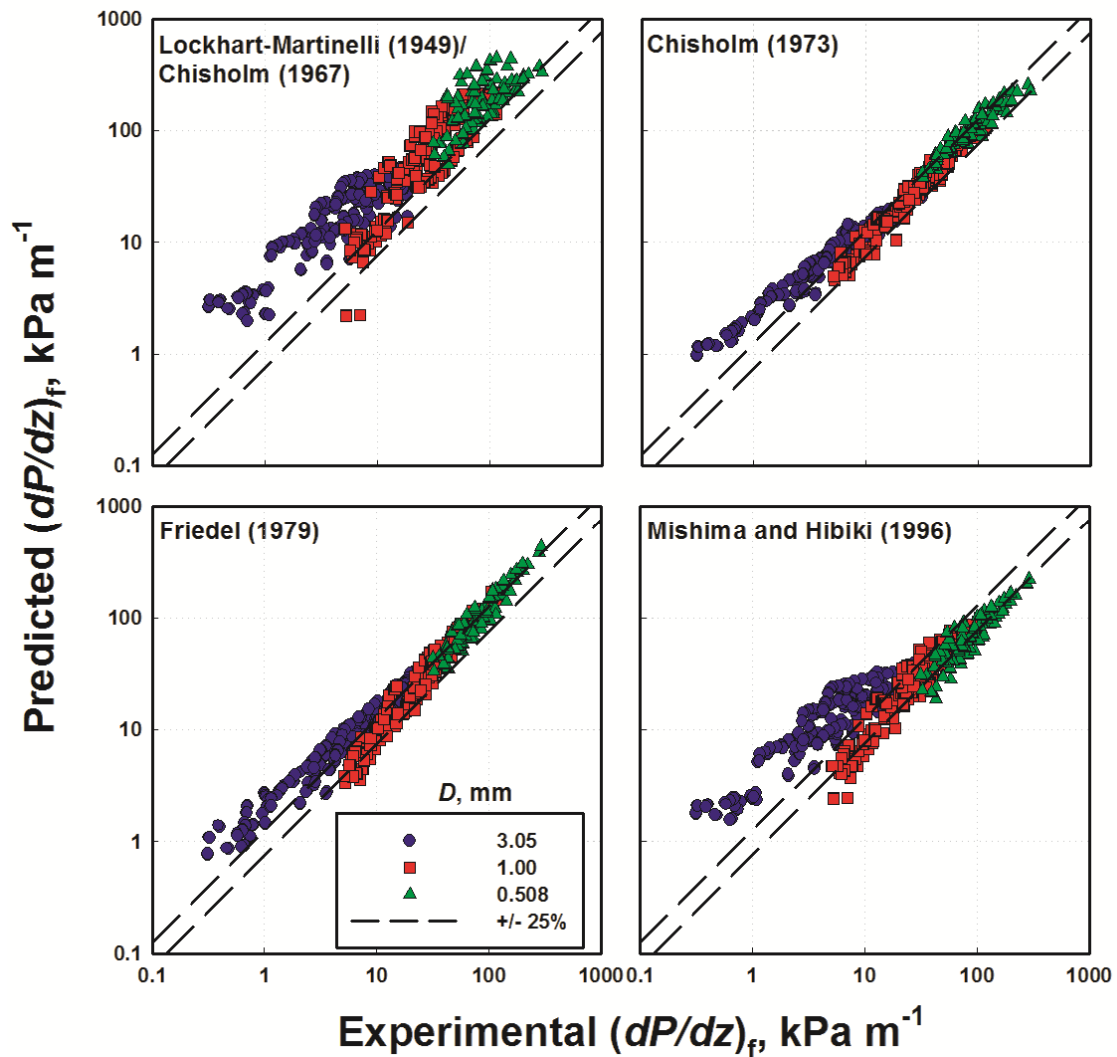 Predicted (dP/dz)f, kPa m-1
1000
100
10
1
0.1
Lockhart-Martinelli (1949)/
Chisholm (1967)
Chisholm (1973)
1000
100
10
1
0.1
Friedel (1979)
Mishima and Hibiki (1996)
D, mm
3.05
1.00
0.508
+/- 25%
0.1 1 10 100 1000 0.1 1 10 100 1000
Experimental (dP/dz)f, kPa m-1